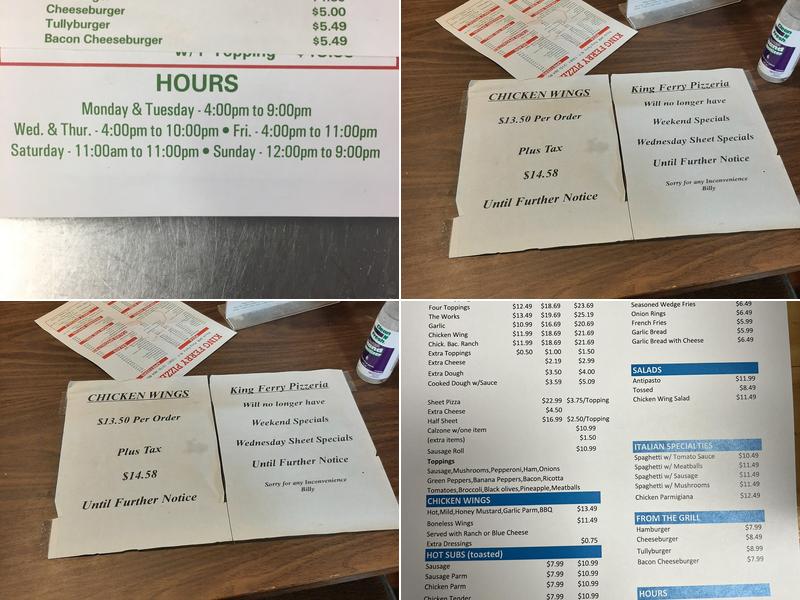 Cheeseburger $5.00
Tullyburger $5.49
Bacon Cheeseburger $5.49
w/1 Topping
HOURS
Monday & Tuesday - 4:00pm to 9:00pm
Wed. & Thur. - 4:00pm to 10:00pm • Fri. - 4:00pm to 11:00pm
Saturday - 11:00am to 11:00pm • Sunday - 12:00pm to 9:00pm
KING FERRY PIZZ
CHICKEN WINGS
$13.50 Per Order
Plus Tax
$14.58
Until Further Notice
King Ferry Pizzeria
Will no longer have
Weekend Specials
Wednesday Sheet Specials
Until Further Notice
Sorry for any Inconvenience
Billy
KING FERRY PIZZ
CHICKEN WINGS
$13.50 Per Order
Plus Tax
$14.58
Until Further Notice
King Ferry Pizzeria
Will no longer have
Weekend Specials
Wednesday Sheet Specials
Until Further Notice
Sorry for any Inconvenience
Billy
Four Toppings $12.49 $18.69 $23.69
The Works $13.49 $19.69 $25.19
Garlic $10.99 $16.69 $20.69
Chicken Wing $11.99 $16.69 $21.69
Chick. Bac. Ranch $11.99 $16.69 $21.69
Extra Toppings $0.50 $1.00 $1.50
Extra Cheese $2.19 $2.99
Extra Dough $3.50 $4.00
Cooked Dough w/Sauce $3.59 $5.09
Sheet Pizza $22.99 $3.75/Topping
Extra Cheese $4.50
Half Sheet $16.99 $2.50/Topping
Calzone w/one item $10.99
(extra items) $1.50
Sausage Roll $10.99
Toppings
Sausage,Mushrooms,Pepperoni,Ham,Onions
Green Peppers,Banana Peppers,Bacon,Ricotta
Tomatoes,Broccoli,Black olives,Pineapple,Meatballs
CHICKEN WINGS
Hot,Mild,Honey Mustard,Garlic Parm,BBQ $13.49
Boneless Wings $11.49
Served with Ranch or Blue Cheese
Extra Dressings $0.75
HOT SUBS (toasted)
Sausage $7.99 $10.99
Sausage Parm $7.99 $10.99
Chicken Parm $7.99 $10.99
Chicken Tender $7.99 $10.99
Seasoned Wedge Fries $6.49
Onion Rings $6.49
French Fries $5.99
Garlic Bread $5.99
Garlic Bread with Cheese $6.49
SALADS
Antipasto $11.99
Tossed $8.49
Chicken Wing Salad $11.49
ITALIAN SPECIALTIES
Spaghetti w/ Tomato Sauce $10.49
Spaghetti w/ Meatballs $11.49
Spaghetti w/ Sausage $11.49
Spaghetti w/ Mushrooms $11.49
Chicken Parmigiana $12.49
FROM THE GRILL
Hamburger $7.99
Cheeseburger $8.49
Tullyburger $8.99
Bacon Cheeseburger $7.99
HOURS